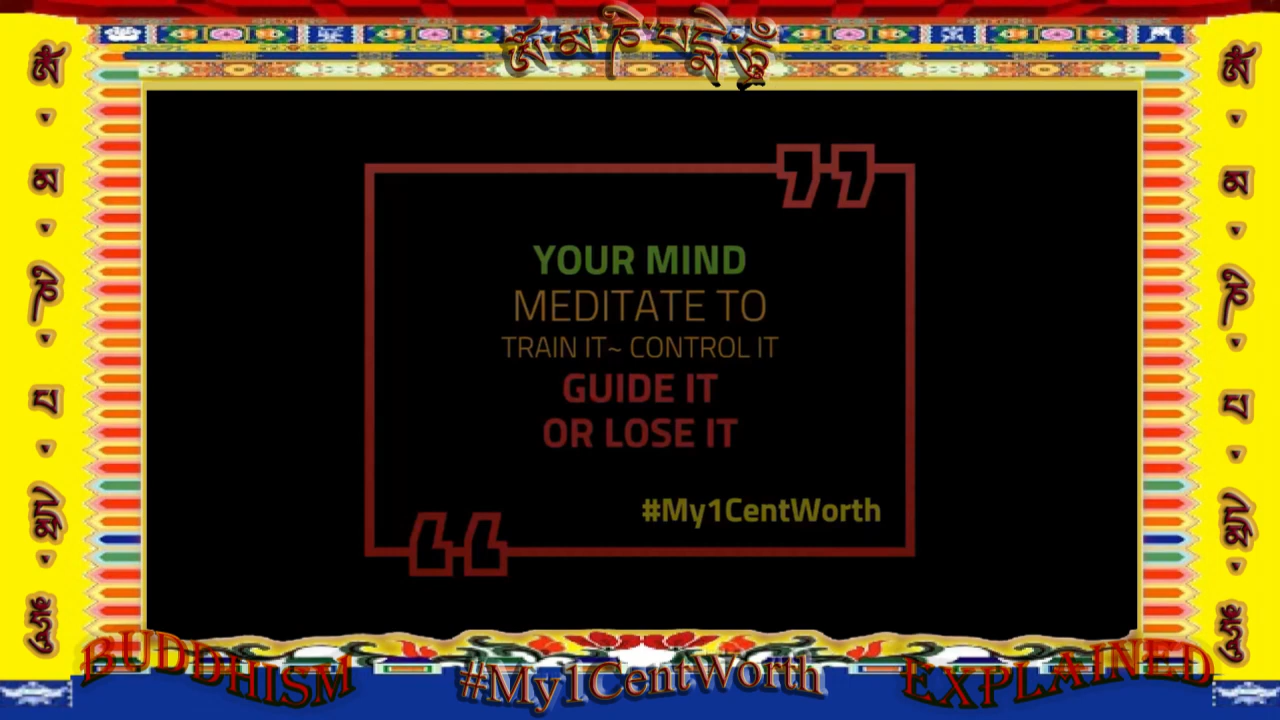 ཨོཾ་མ་ཎི་པདྨེ་ཧཱུྃ
ཨོཾ
་
མ
་
ཎི
་
པ
་
དྨེ
་
ཧཱུྃ
YOUR MIND
MEDITATE TO
TRAIN IT~ CONTROL IT
GUIDE IT
OR LOSE IT
#My1CentWorth
ཨོཾ
་
མ
་
ཎི
་
པ
་
དྨེ
་
ཧཱུྃ
BUDDHISM #My1CentWorth EXPLAINED